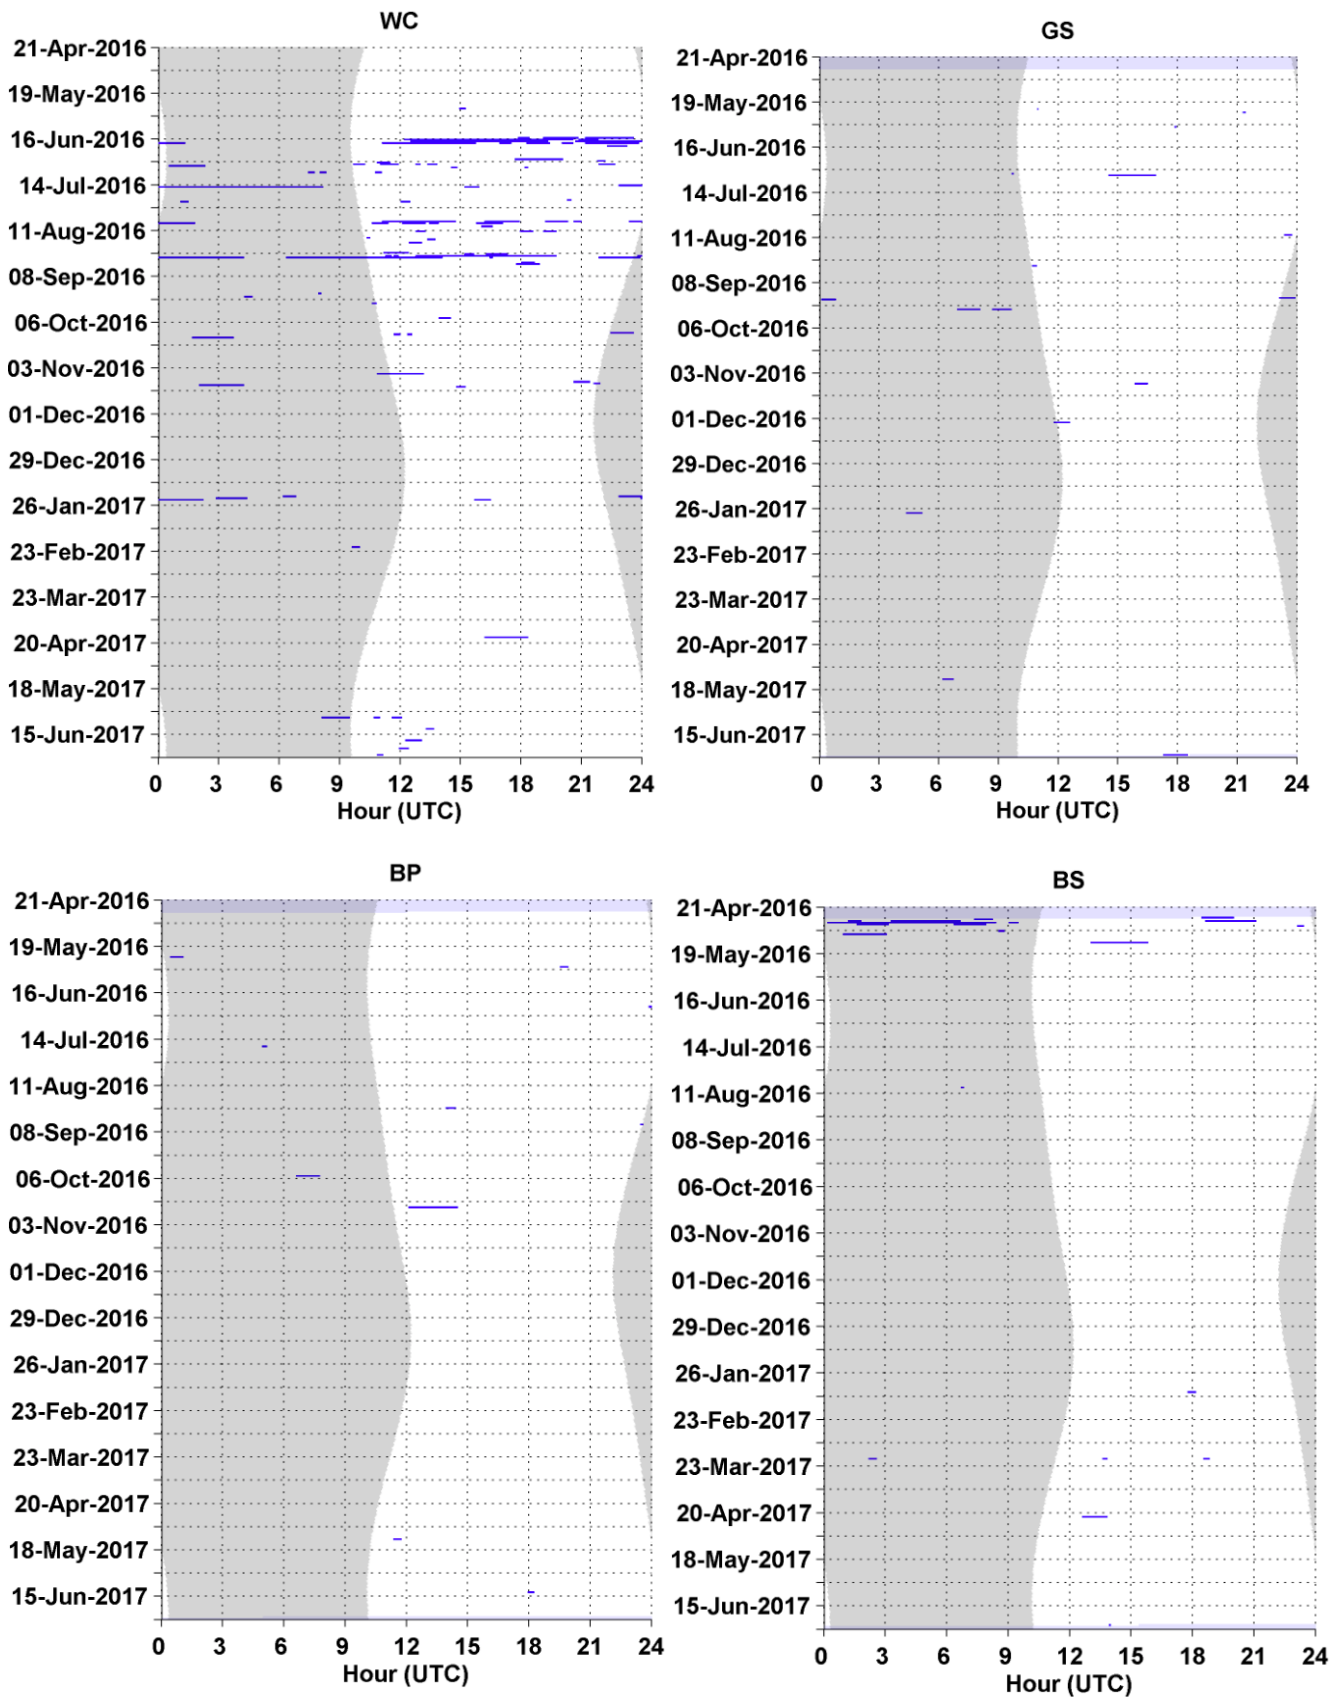 WC
21-Apr-2016
19-May-2016
16-Jun-2016
14-Jul-2016
11-Aug-2016
08-Sep-2016
06-Oct-2016
03-Nov-2016
01-Dec-2016
29-Dec-2016
26-Jan-2017
23-Feb-2017
23-Mar-2017
20-Apr-2017
18-May-2017
15-Jun-2017
0 3 6 9 12 15 18 21 24
Hour (UTC)
GS
21-Apr-2016
19-May-2016
16-Jun-2016
14-Jul-2016
11-Aug-2016
08-Sep-2016
06-Oct-2016
03-Nov-2016
01-Dec-2016
29-Dec-2016
26-Jan-2017
23-Feb-2017
23-Mar-2017
20-Apr-2017
18-May-2017
15-Jun-2017
0 3 6 9 12 15 18 21 24
Hour (UTC)
BP
21-Apr-2016
19-May-2016
16-Jun-2016
14-Jul-2016
11-Aug-2016
08-Sep-2016
06-Oct-2016
03-Nov-2016
01-Dec-2016
29-Dec-2016
26-Jan-2017
23-Feb-2017
23-Mar-2017
20-Apr-2017
18-May-2017
15-Jun-2017
0 3 6 9 12 15 18 21 24
Hour (UTC)
BS
21-Apr-2016
19-May-2016
16-Jun-2016
14-Jul-2016
11-Aug-2016
08-Sep-2016
06-Oct-2016
03-Nov-2016
01-Dec-2016
29-Dec-2016
26-Jan-2017
23-Feb-2017
23-Mar-2017
20-Apr-2017
18-May-2017
15-Jun-2017
0 3 6 9 12 15 18 21 24
Hour (UTC)